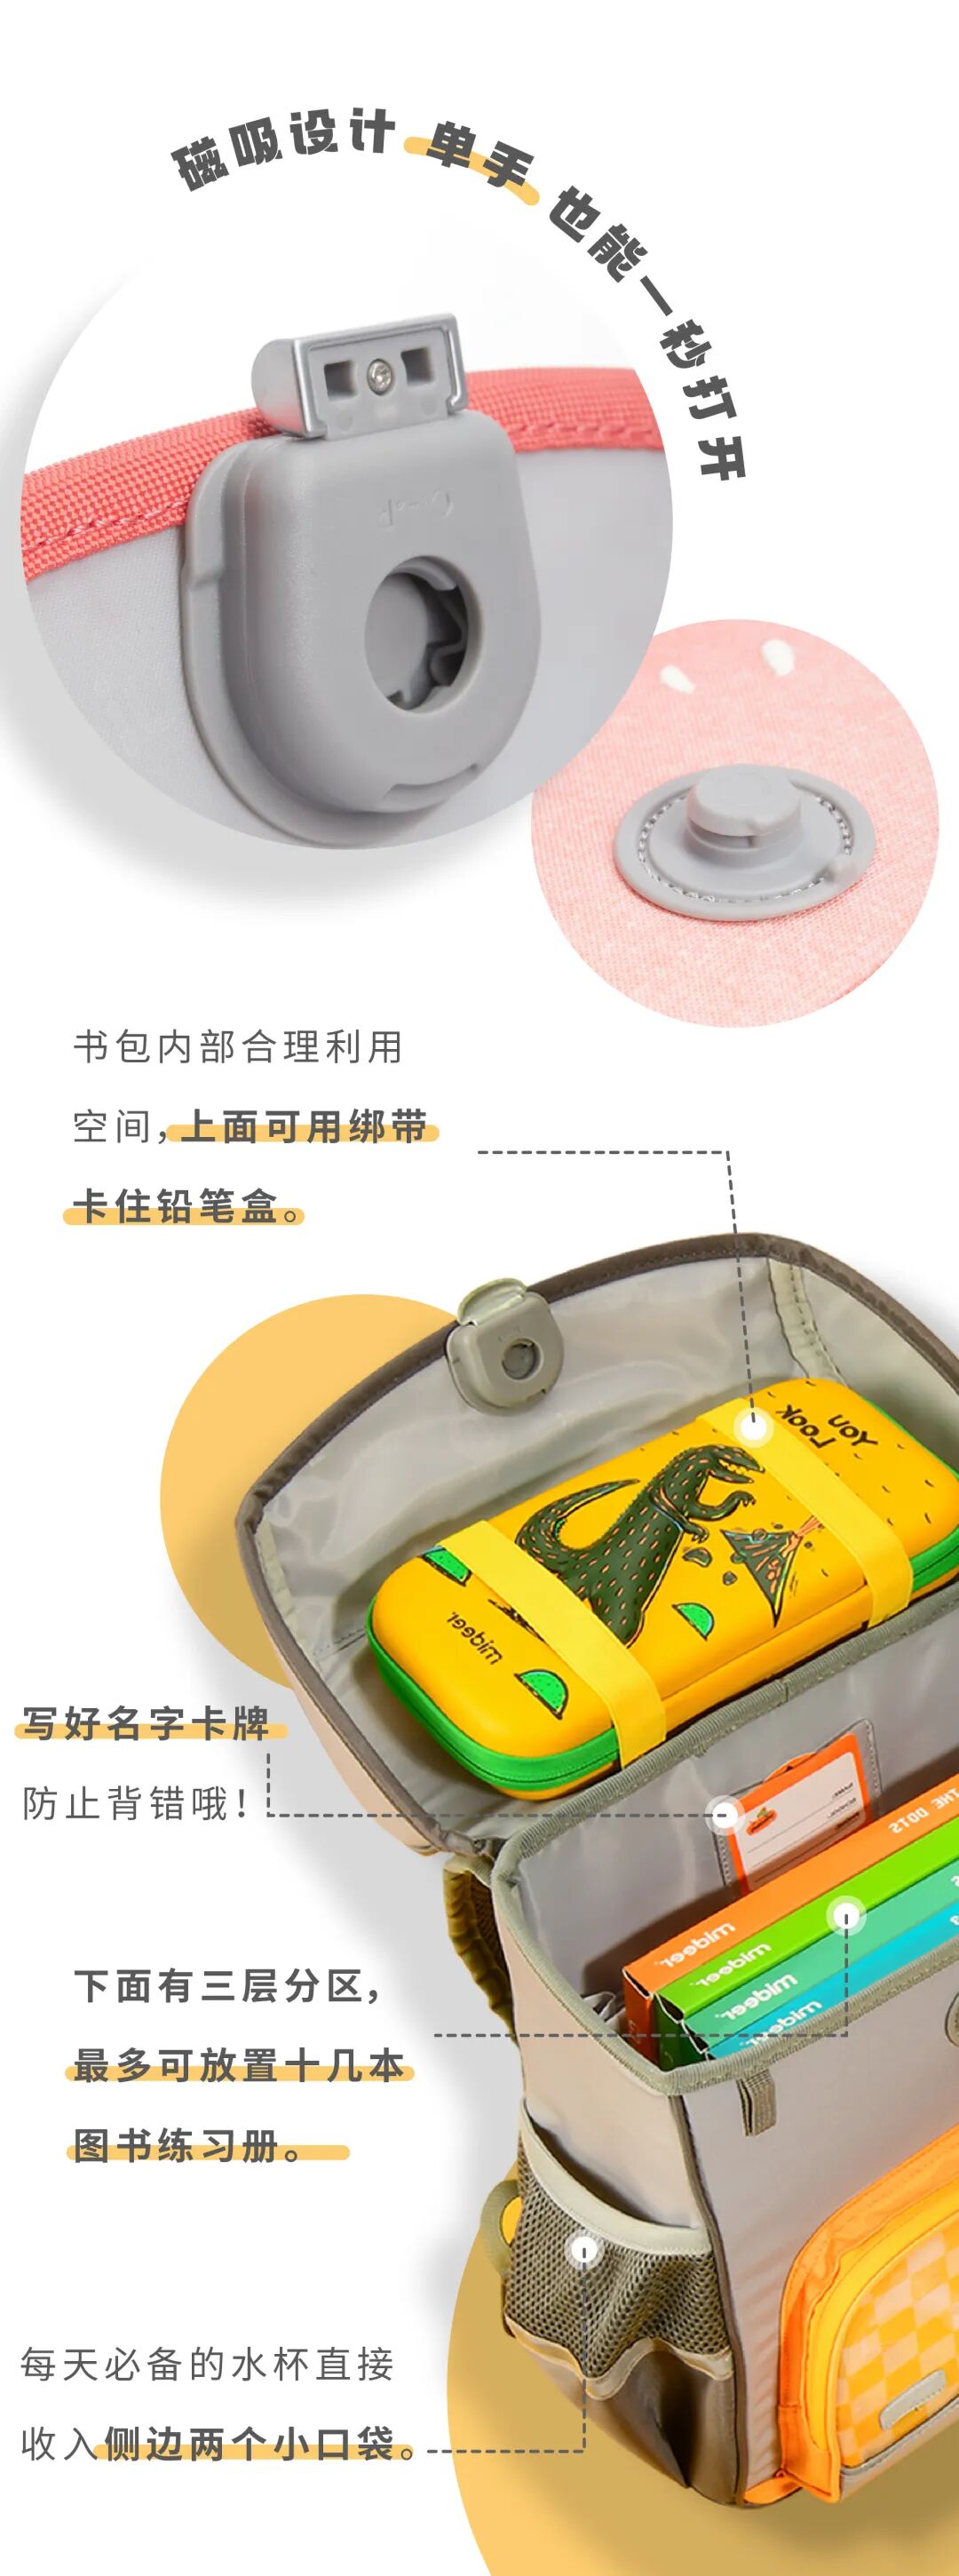 磁吸设计 单手 也能一秒打开
书包内部合理利用
空间，上面可用绑带
卡住铅笔盒。
Look
You
mideer.
写好名字卡牌
防止背错哦！
THE DOTS
mideer
mideer
mideer
mideer
下面有三层分区，
最多可放置十几本
图书练习册。
每天必备的水杯直接
收入侧边两个小口袋。